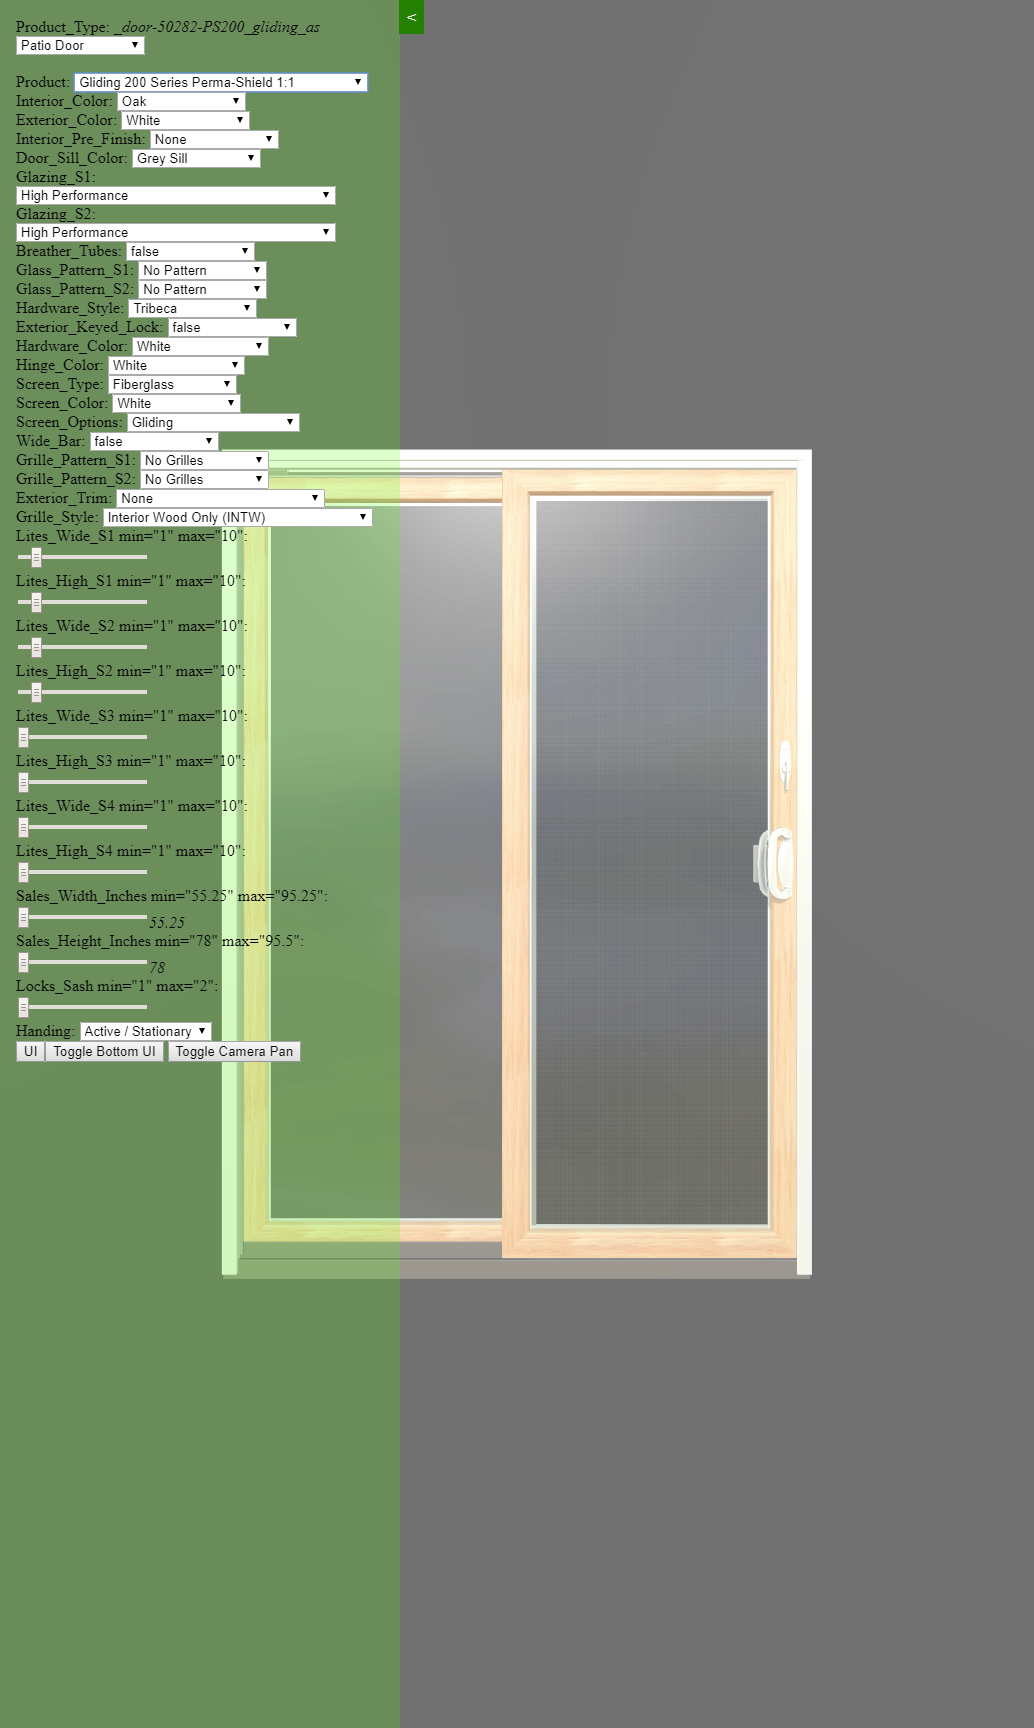 Product_Type: _door-50282-PS200_gliding_as
<
Patio Door
Product: Gliding 200 Series Perma-Shield 1:1
Interior_Color: Oak
Exterior_Color: White
Interior_Pre_Finish: None
Door_Sill_Color: Grey Sill
Glazing_S1:
High Performance
Glazing_S2:
High Performance
Breather_Tubes: false
Glass_Pattern_S1: No Pattern
Glass_Pattern_S2: No Pattern
Hardware_Style: Tribeca
Exterior_Keyed_Lock: false
Hardware_Color: White
Hinge_Color: White
Screen_Type: Fiberglass
Screen_Color: White
Screen_Options: Gliding
Wide_Bar: false
Grille_Pattern_S1: No Grilles
Grille_Pattern_S2: No Grilles
Exterior_Trim: None
Grille_Style: Interior Wood Only (INTW)
Lites_Wide_S1 min="1" max="10":
Lites_High_S1 min="1" max="10":
Lites_Wide_S2 min="1" max="10":
Lites_High_S2 min="1" max="10":
Lites_Wide_S3 min="1" max="10":
Lites_High_S3 min="1" max="10":
Lites_Wide_S4 min="1" max="10":
Lites_High_S4 min="1" max="10":
Sales_Width_Inches min="55.25" max="95.25":
55.25
Sales_Height_Inches min="78" max="95.5":
78
Locks_Sash min="1" max="2":
Handing: Active / Stationary
UI Toggle Bottom UI Toggle Camera Pan